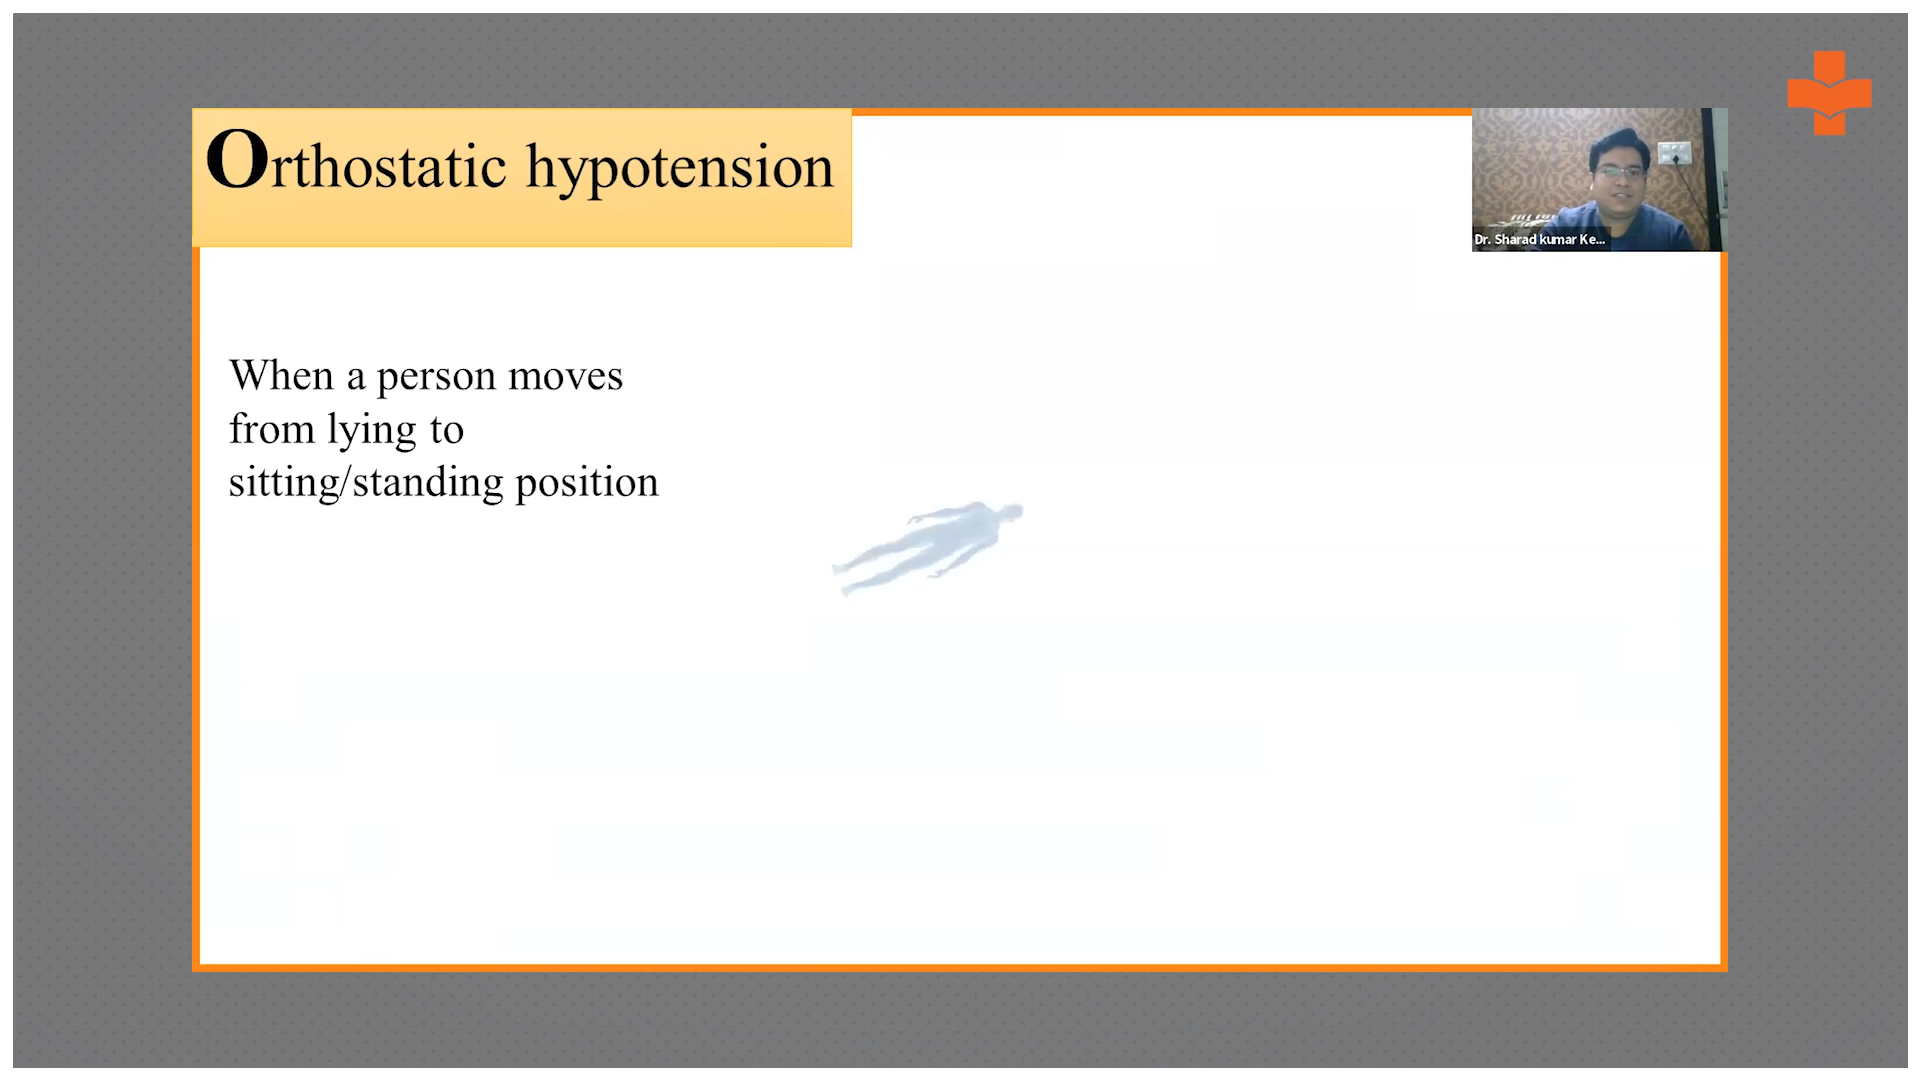 Orthostatic hypotension
Dr. Sharad kumar Ke...
When a person moves
from lying to
sitting/standing position